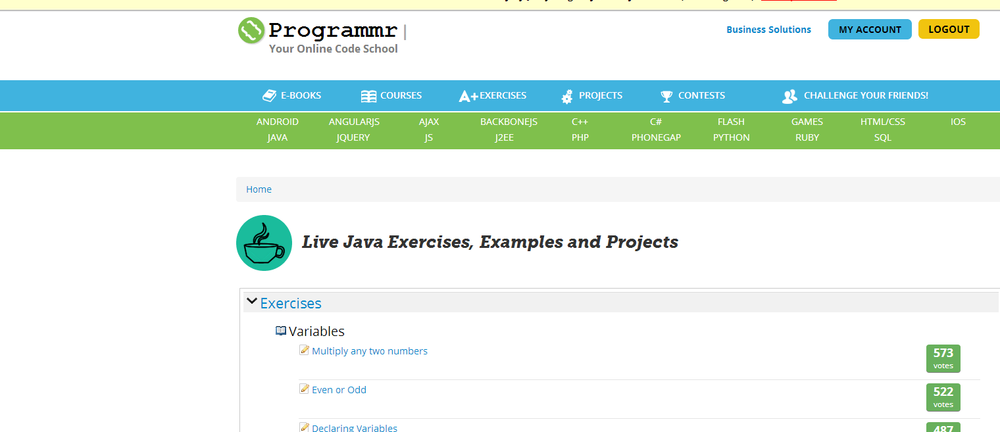 Programmr
Your Online Code School
Business Solutions
MY ACCOUNT
LOGOUT
E-BOOKS
COURSES
A+ EXERCISES
PROJECTS
CONTESTS
CHALLENGE YOUR FRIENDS!
ANDROID ANGULARJS AJAX BACKBONEJS C++ C# FLASH GAMES HTML/CSS IOS
JAVA JQUERY JS J2EE PHP PHONEGAP PYTHON RUBY SQL
Home
Live Java Exercises, Examples and Projects
Exercises
Variables
Multiply any two numbers
573
votes
Even or Odd
522
votes
Declaring Variables
487